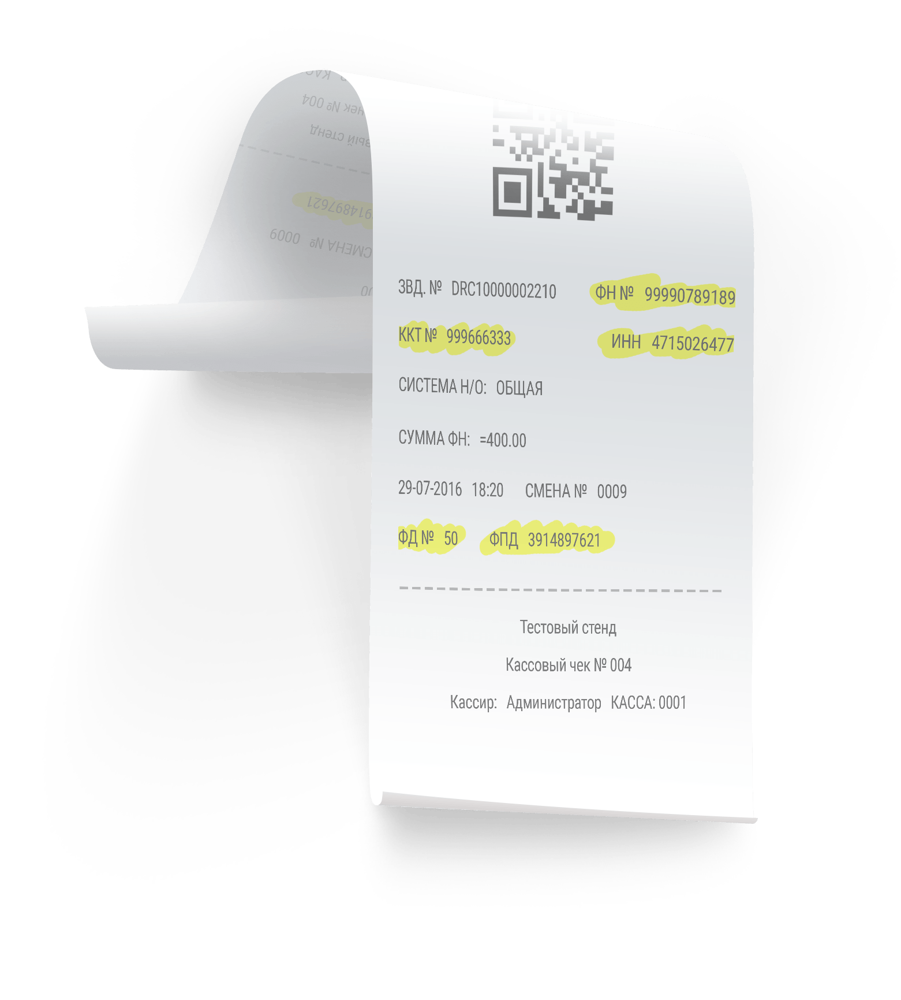 ЗВД. № DRC10000002210 ФН № 99990789189
ККТ № 999666333 ИНН 4715026477
СИСТЕМА Н/О: ОБЩАЯ
СУММА ФН: =400.00
29-07-2016 18:20 СМЕНА № 0009
ФД № 50 ФПД 3914897621
Тестовый стенд
Кассовый чек № 004
Кассир: Администратор КАССА: 0001
чек № 004
стенд
СМЕНА № 0009